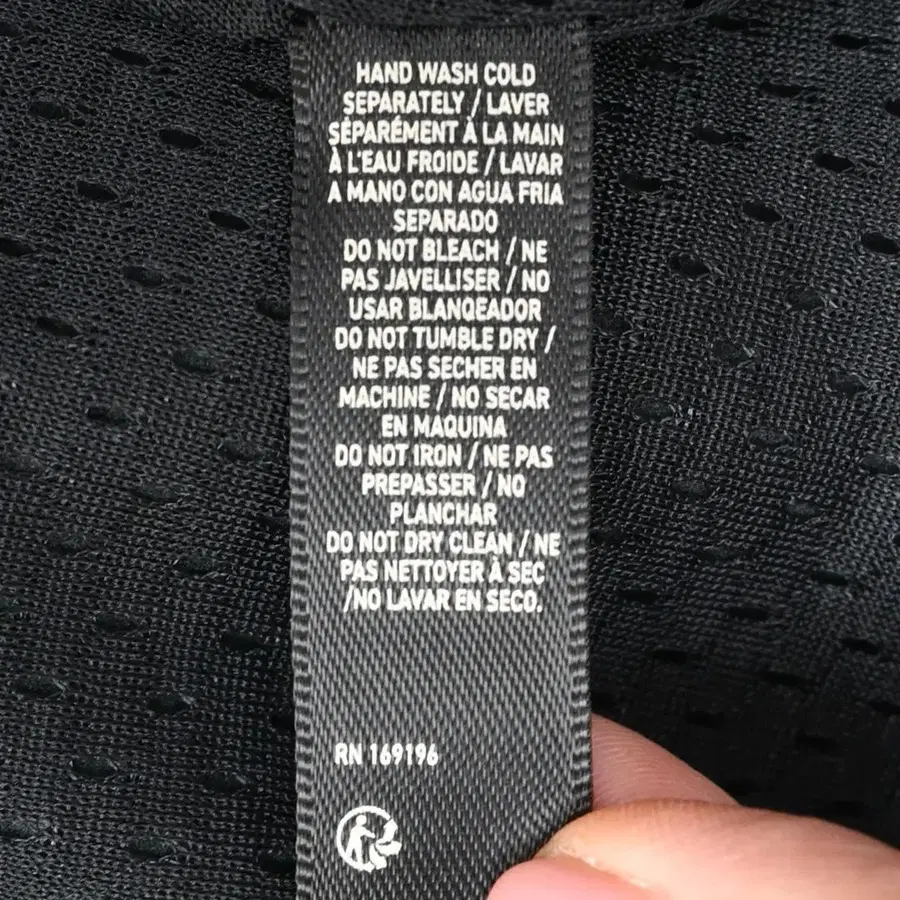 HAND WASH COLD
SEPARATELY / LAVER
SÉPARÉMENT À LA MAIN
À L'EAU FROIDE / LAVAR
A MANO CON AGUA FRIA
SEPARADO
DO NOT BLEACH / NE
PAS JAVELLISER / NO
USAR BLANQEADOR
DO NOT TUMBLE DRY /
NE PAS SECHER EN
MACHINE / NO SECAR
EN MAQUINA
DO NOT IRON / NE PAS
PREPASSER / NO
PLANCHAR
DO NOT DRY CLEAN / NE
PAS NETTOYER À SEC
/NO LAVAR EN SECO.
RN 169196